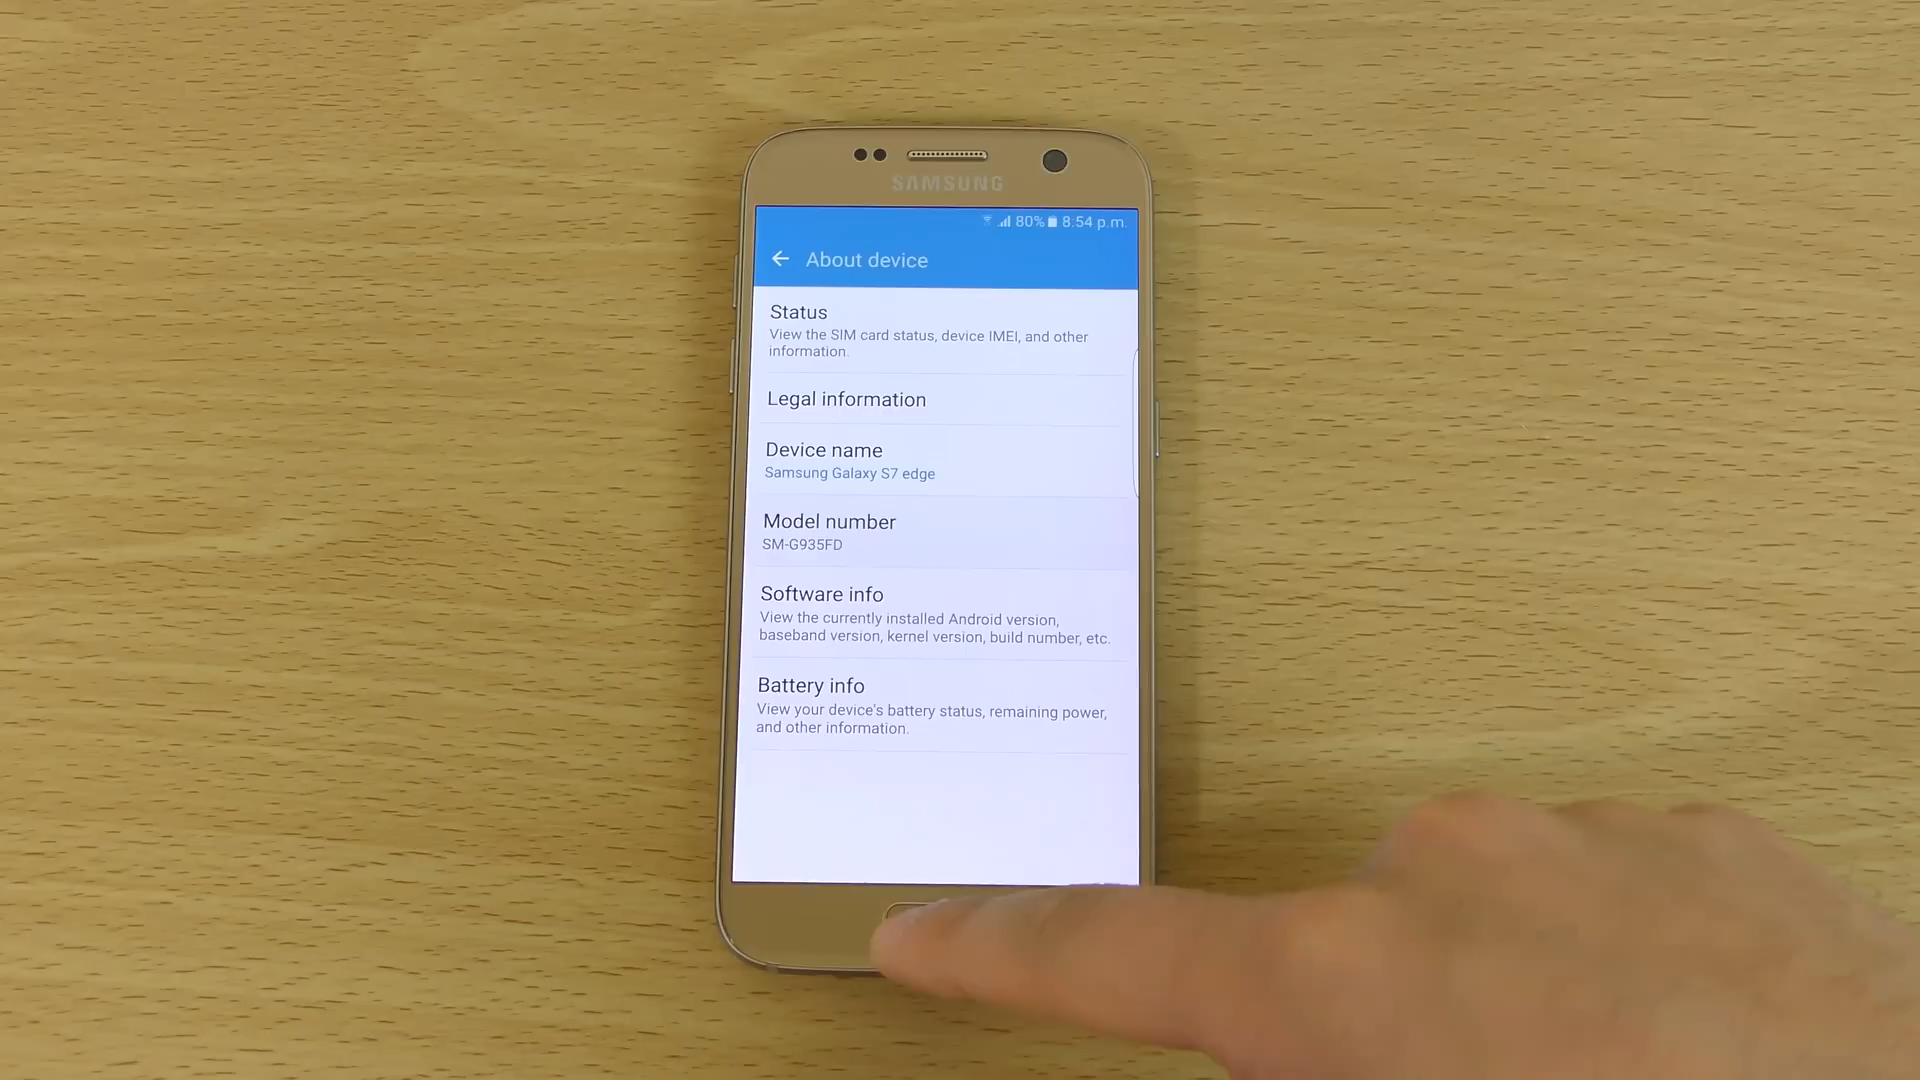 SAMSUNG
80% 8:54 p.m.
About device
Status
View the SIM card status, device IMEI, and other
information.
Legal information
Device name
Samsung Galaxy S7 edge
Model number
SM-G935FD
Software info
View the currently installed Android version,
baseband version, kernel version, build number, etc.
Battery info
View your device's battery status, remaining power,
and other information.